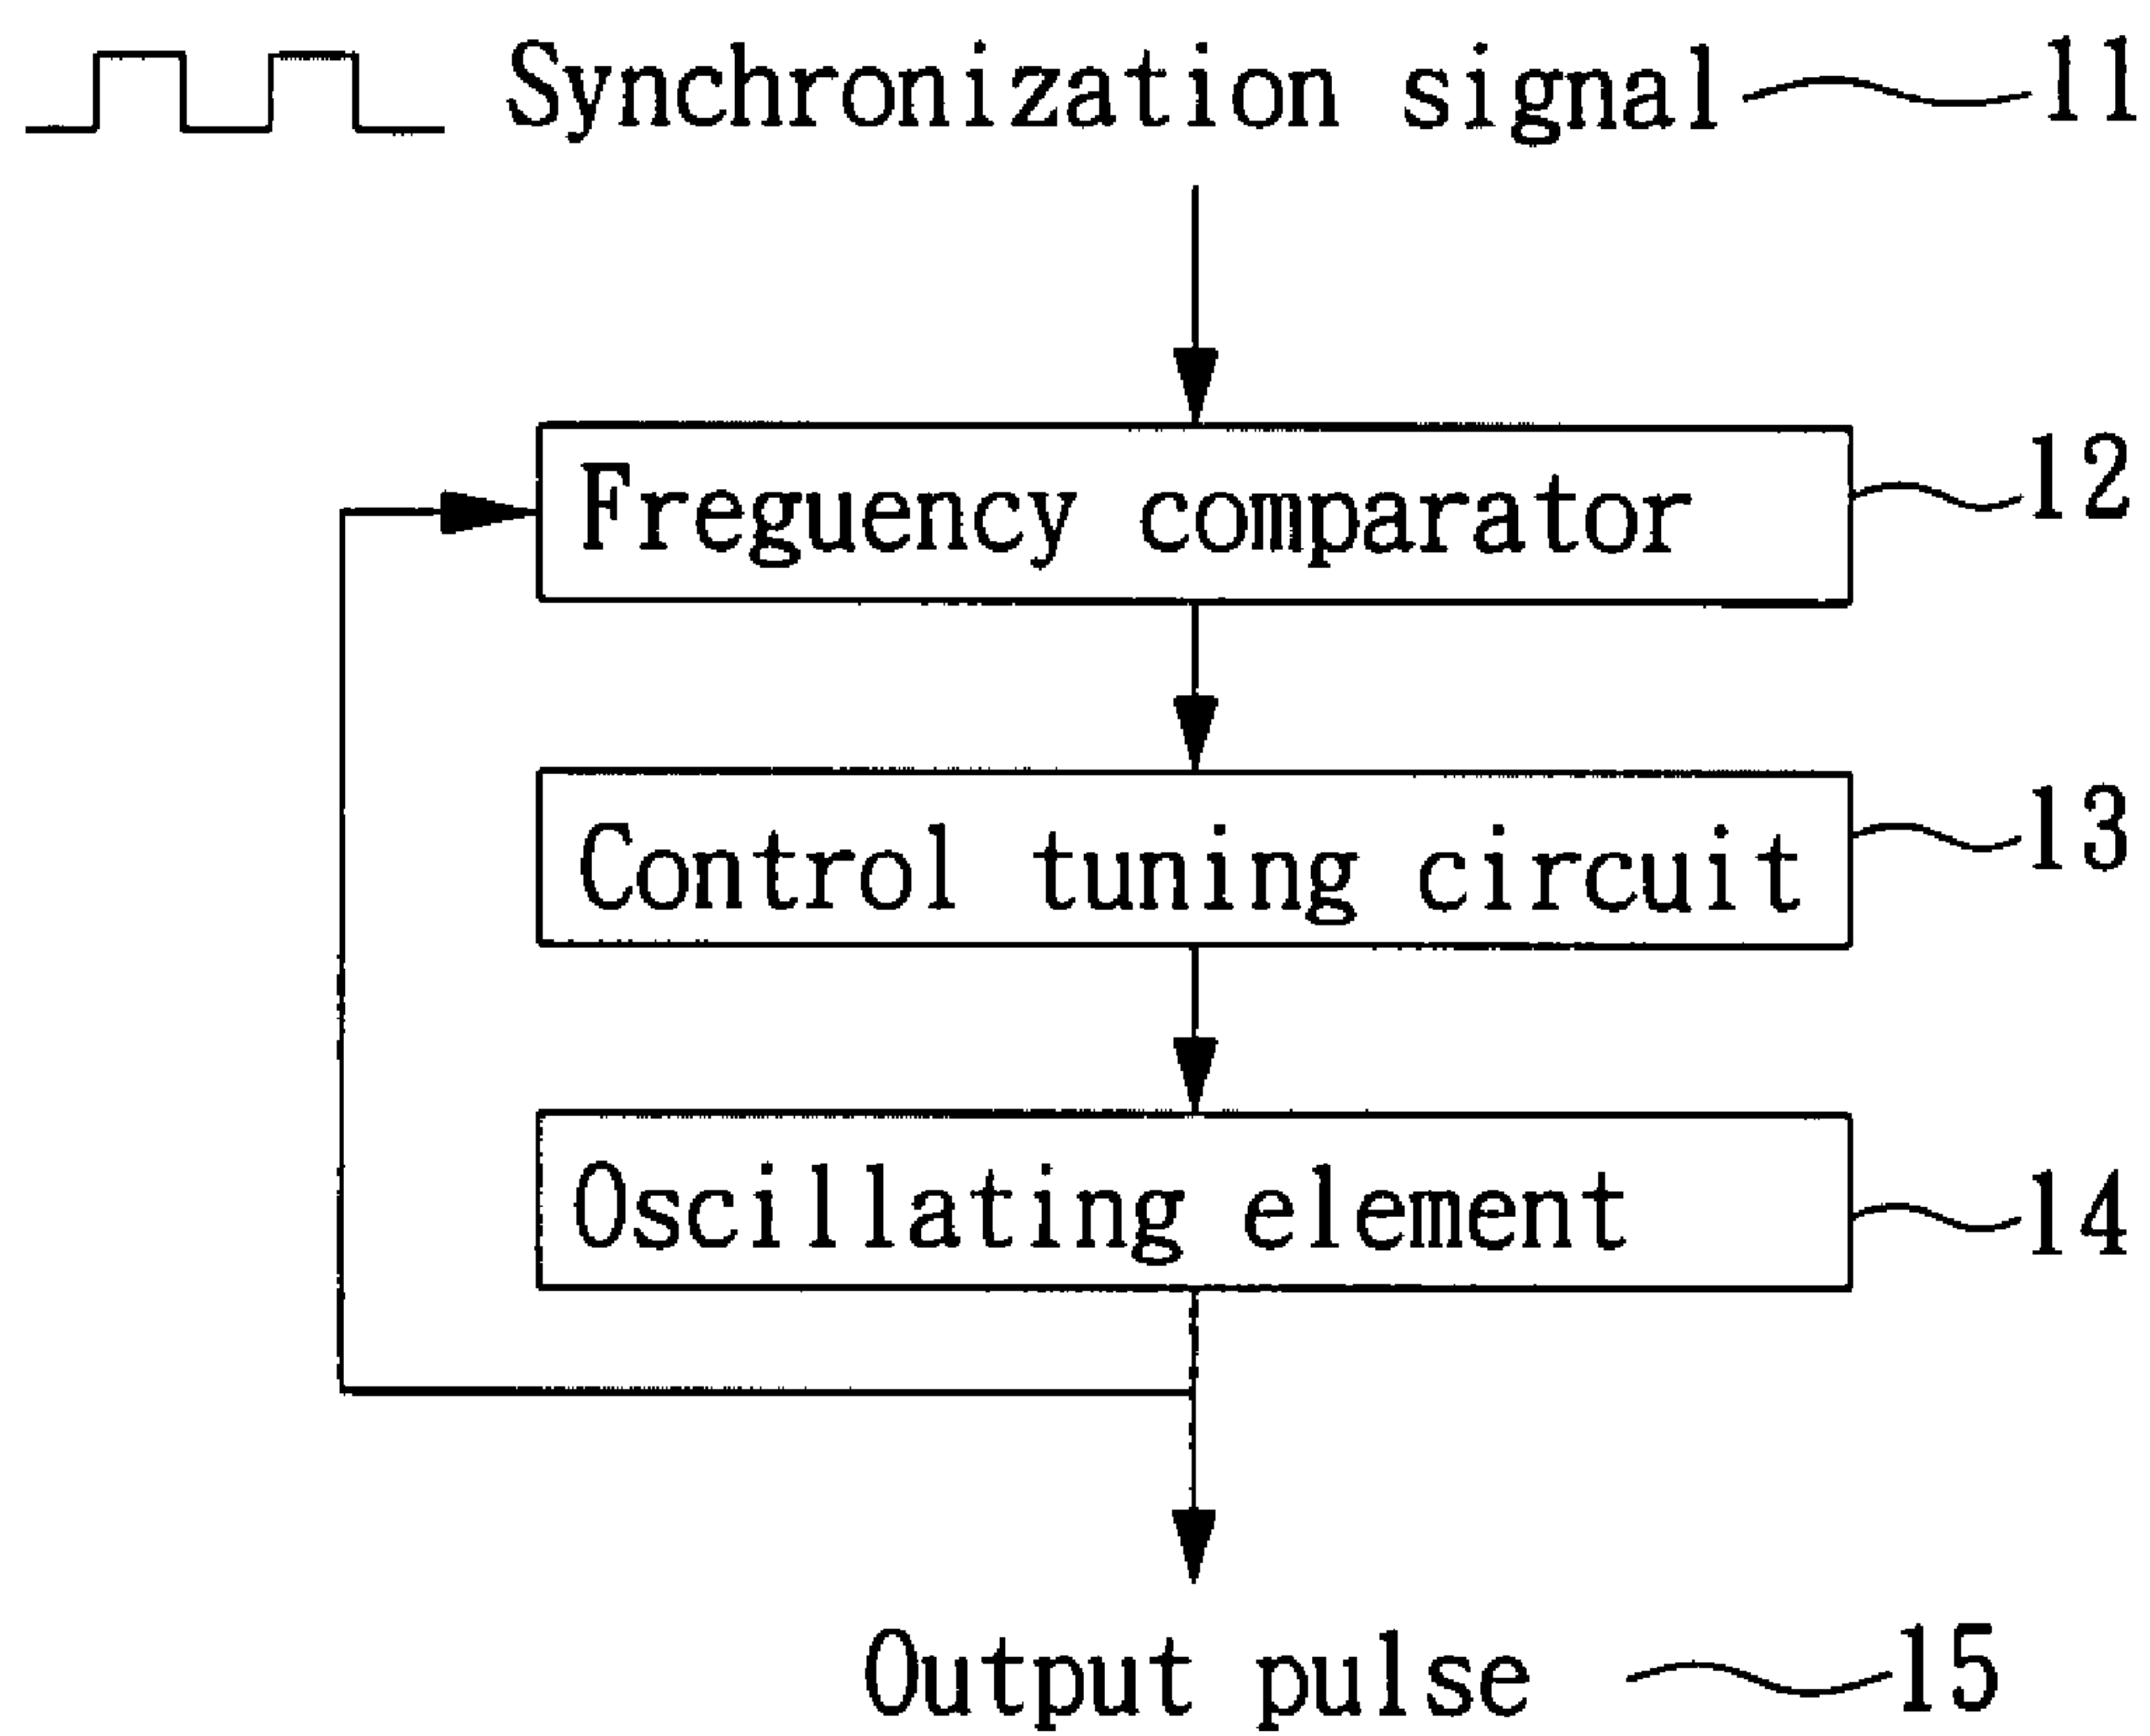 Synchronization signal 11
Freguency comparator 12
Control tuning circuit 13
Oscillating element 14
Output pulse 15